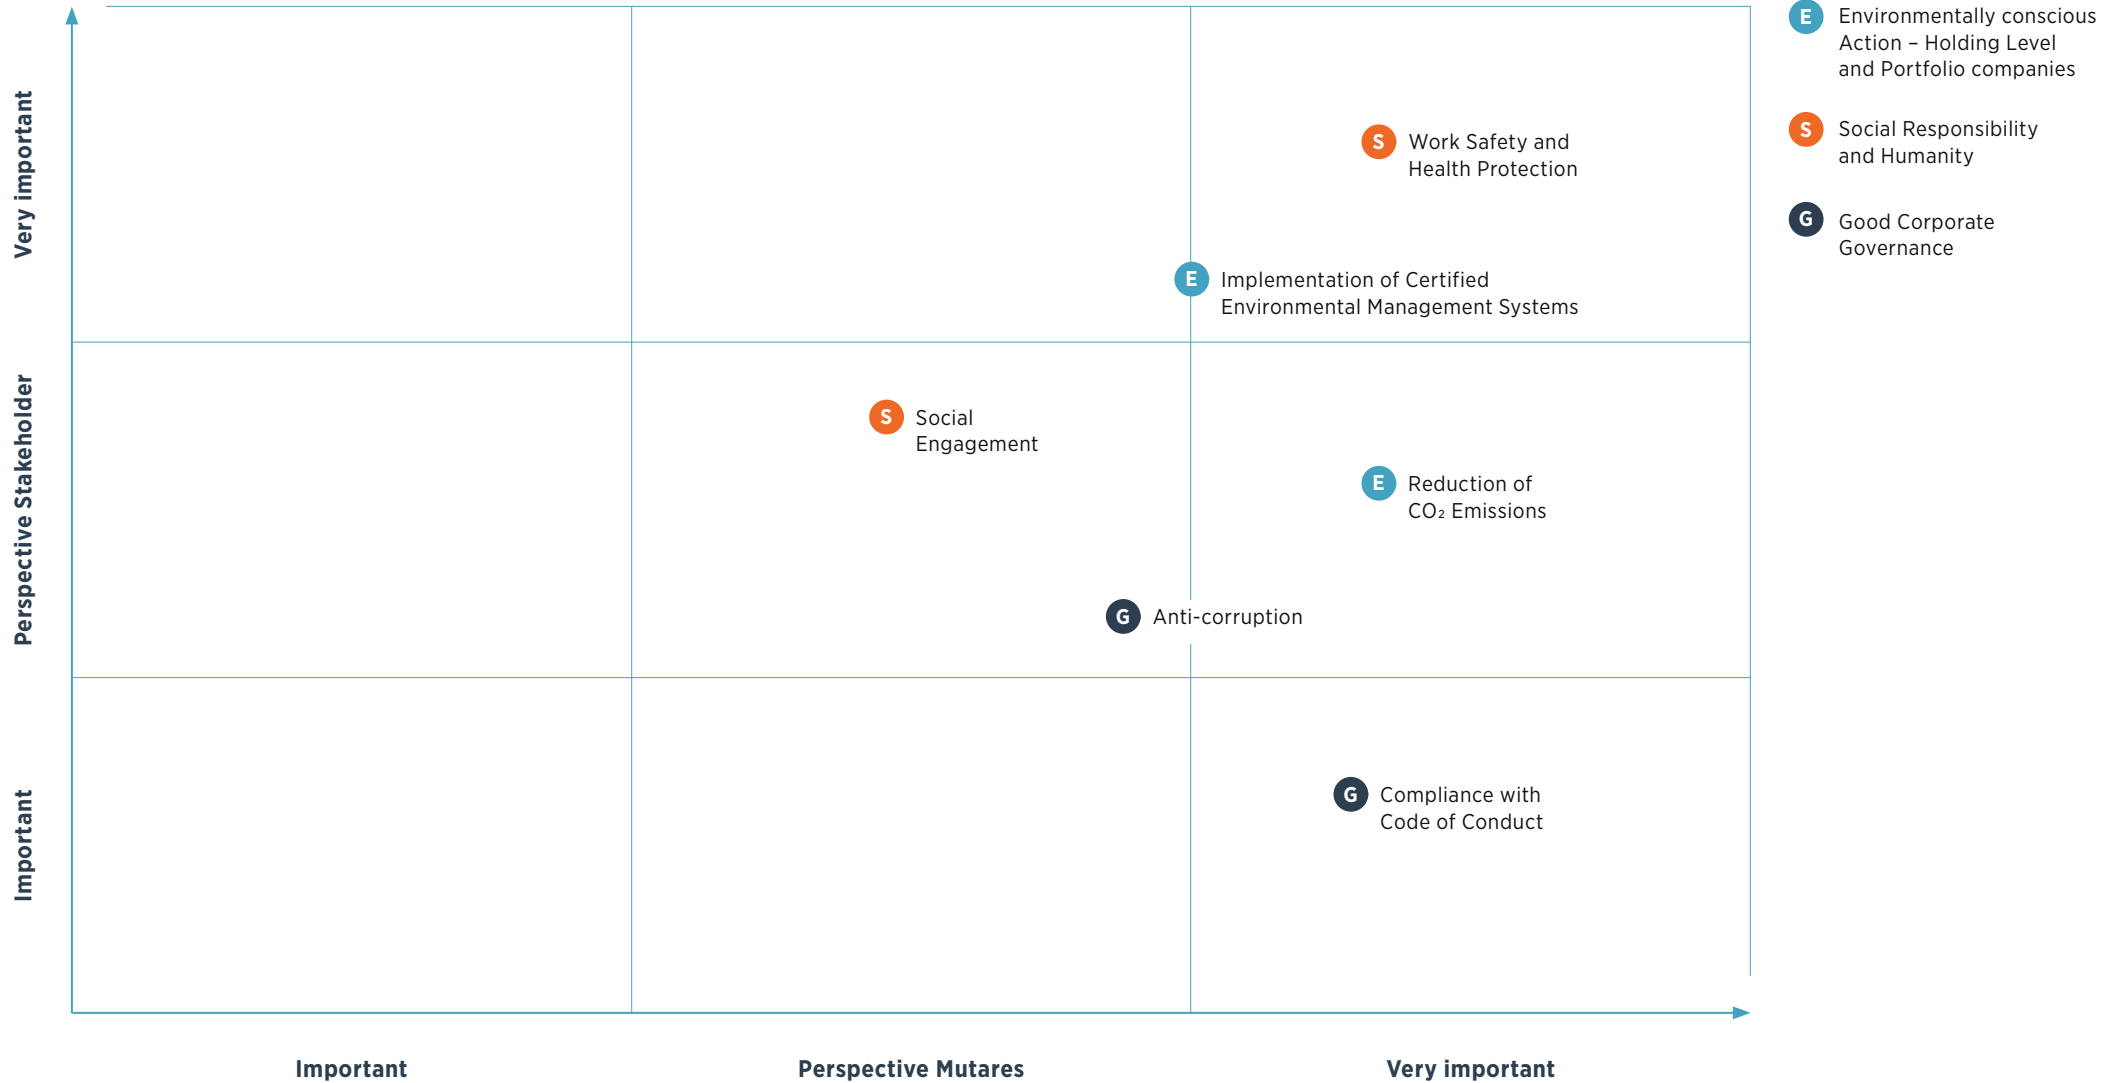 Very important
Perspective Stakeholder
Important
S Work Safety and
Health Protection
E Implementation of Certified
Environmental Management Systems
S Social
Engagement
E Reduction of
CO₂ Emissions
G Anti-corruption
G Compliance with
Code of Conduct
Important
Perspective Mutares
Very important
E Environmentally conscious
Action – Holding Level
and Portfolio companies
S Social Responsibility
and Humanity
G Good Corporate
Governance